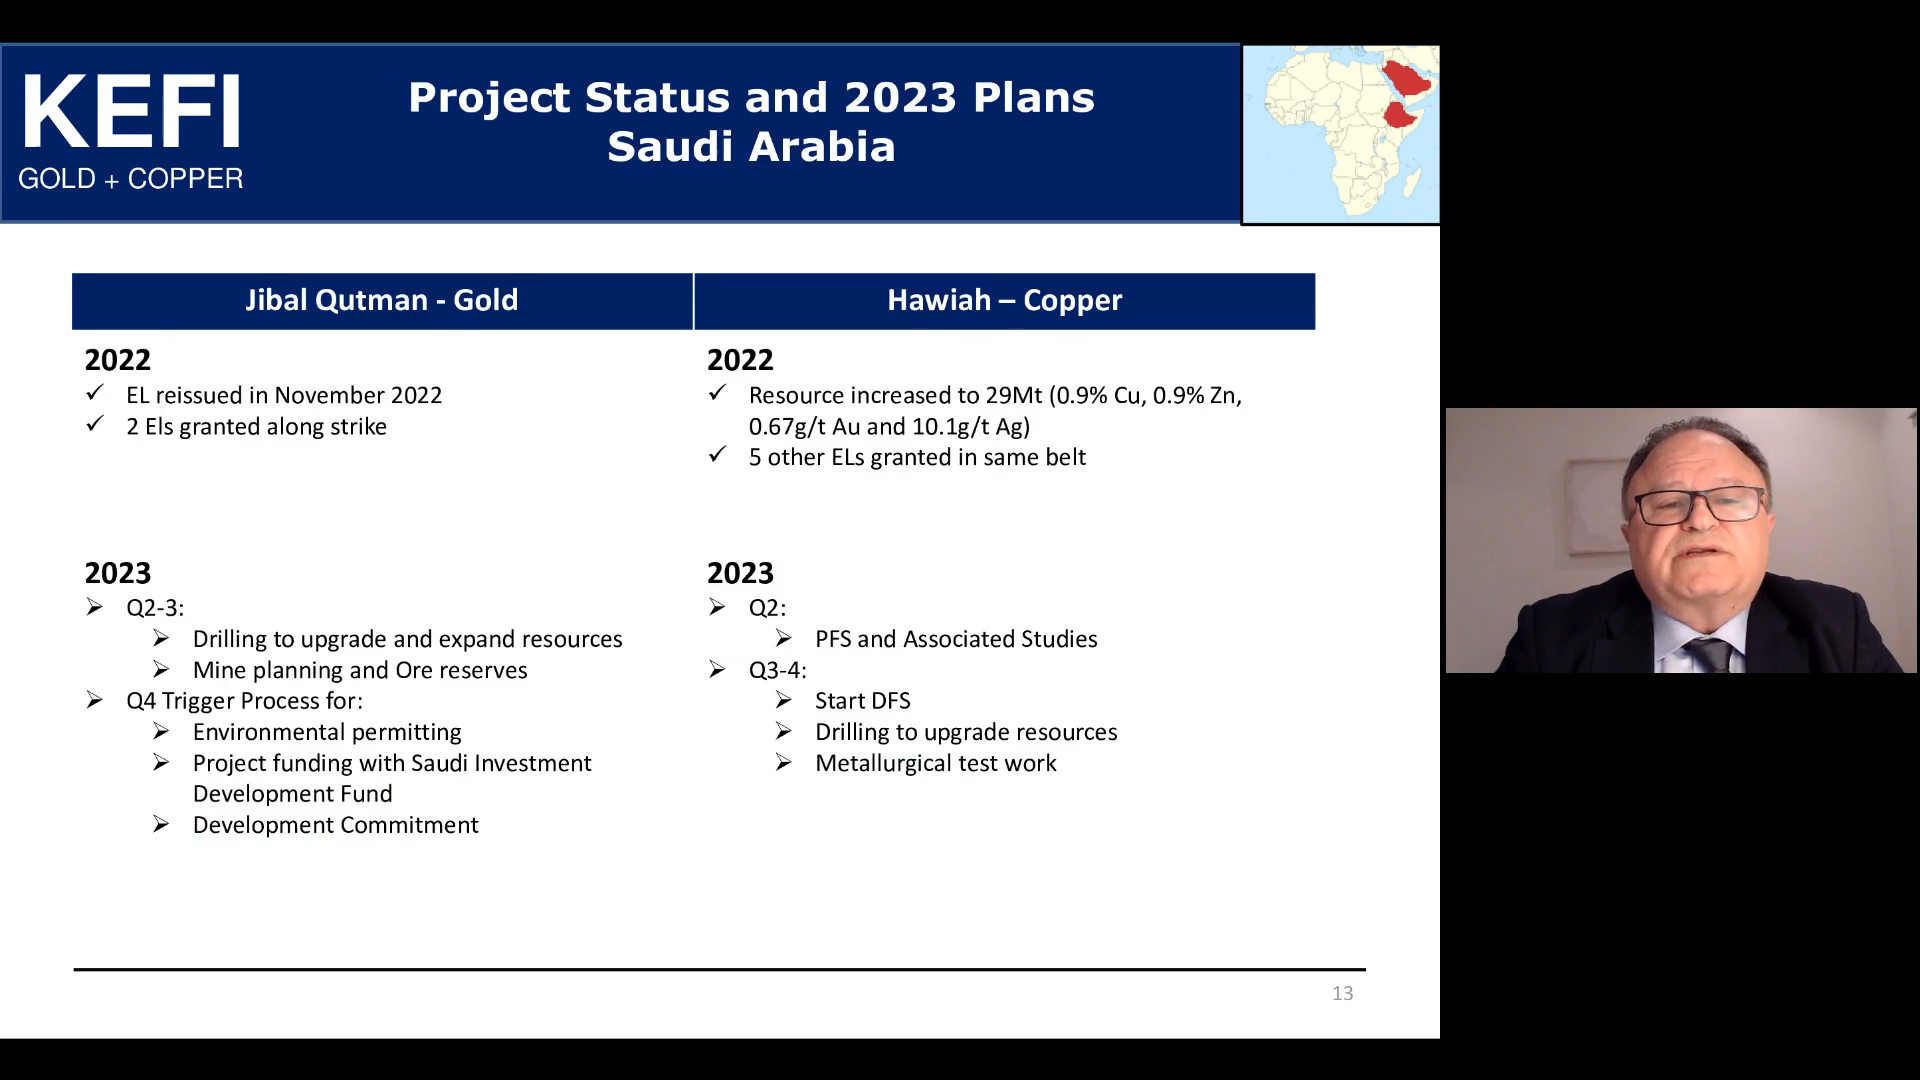 KEFI
GOLD + COPPER
Project Status and 2023 Plans
Saudi Arabia
Jibal Qutman - Gold
2022
✓ EL reissued in November 2022
✓ 2 Els granted along strike
2023
➢ Q2-3:
➢ Drilling to upgrade and expand resources
➢ Mine planning and Ore reserves
➢ Q4 Trigger Process for:
➢ Environmental permitting
➢ Project funding with Saudi Investment
Development Fund
➢ Development Commitment
Hawiah – Copper
2022
✓ Resource increased to 29Mt (0.9% Cu, 0.9% Zn,
0.67g/t Au and 10.1g/t Ag)
✓ 5 other ELs granted in same belt
2023
➢ Q2:
➢ PFS and Associated Studies
➢ Q3-4:
➢ Start DFS
➢ Drilling to upgrade resources
➢ Metallurgical test work
13